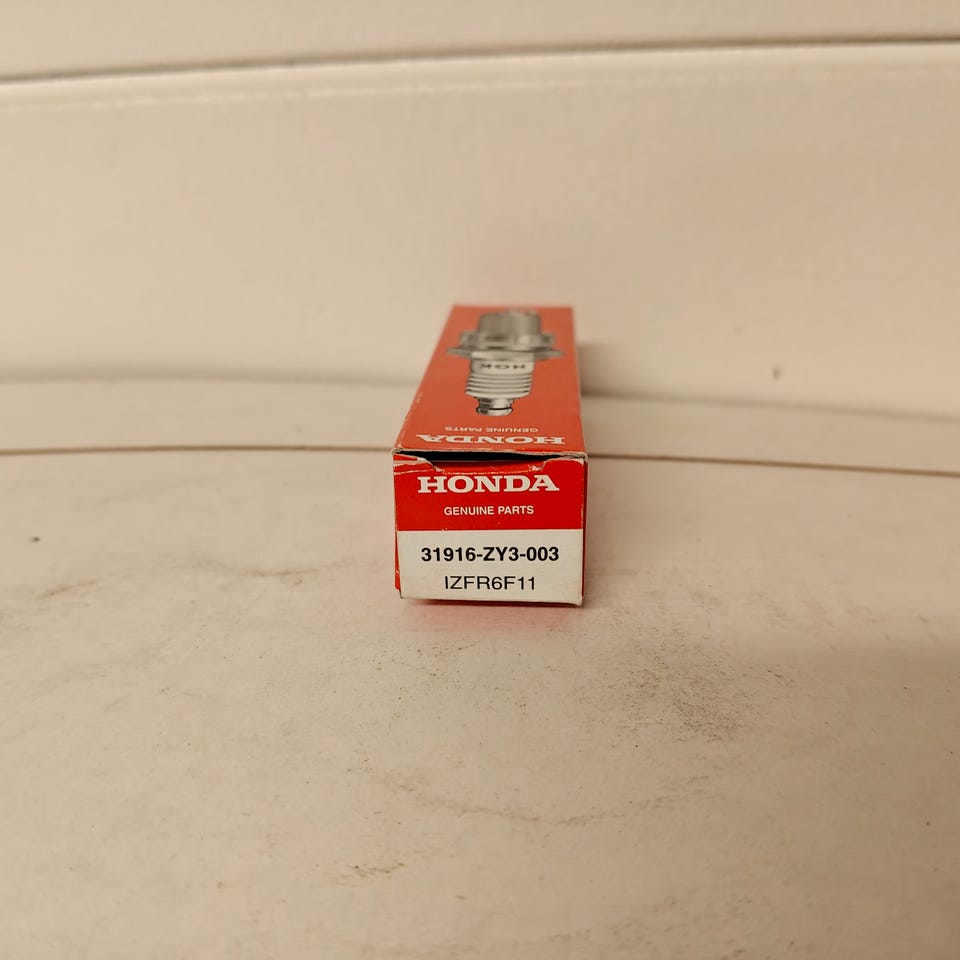 NGK
GENUINE PARTS
HONDA
HONDA
GENUINE PARTS
31916-ZY3-003
IZFR6F11